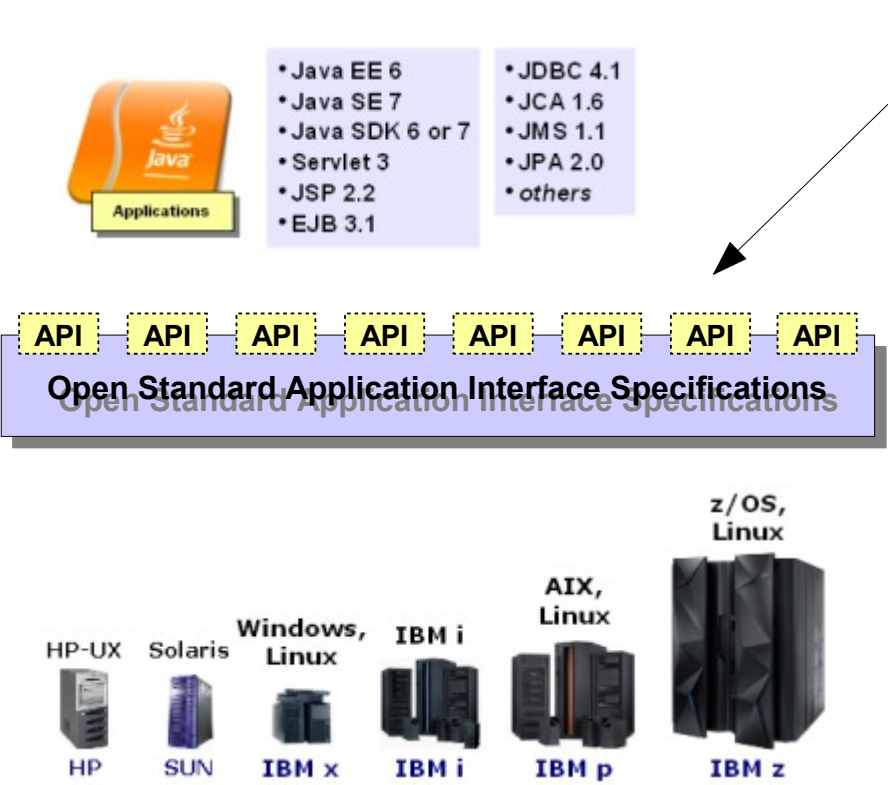 Java
Applications
• Java EE 6
• Java SE 7
• Java SDK 6 or 7
• Servlet 3
• JSP 2.2
• EJB 3.1
• JDBC 4.1
• JCA 1.6
• JMS 1.1
• JPA 2.0
• others
API API API API API API API API
Open Standard Application Interface Specifications
HP-UX
HP
Solaris
SUN
Windows,
Linux
IBM x
IBM i
IBM i
AIX,
Linux
IBM p
z/OS,
Linux
IBM z